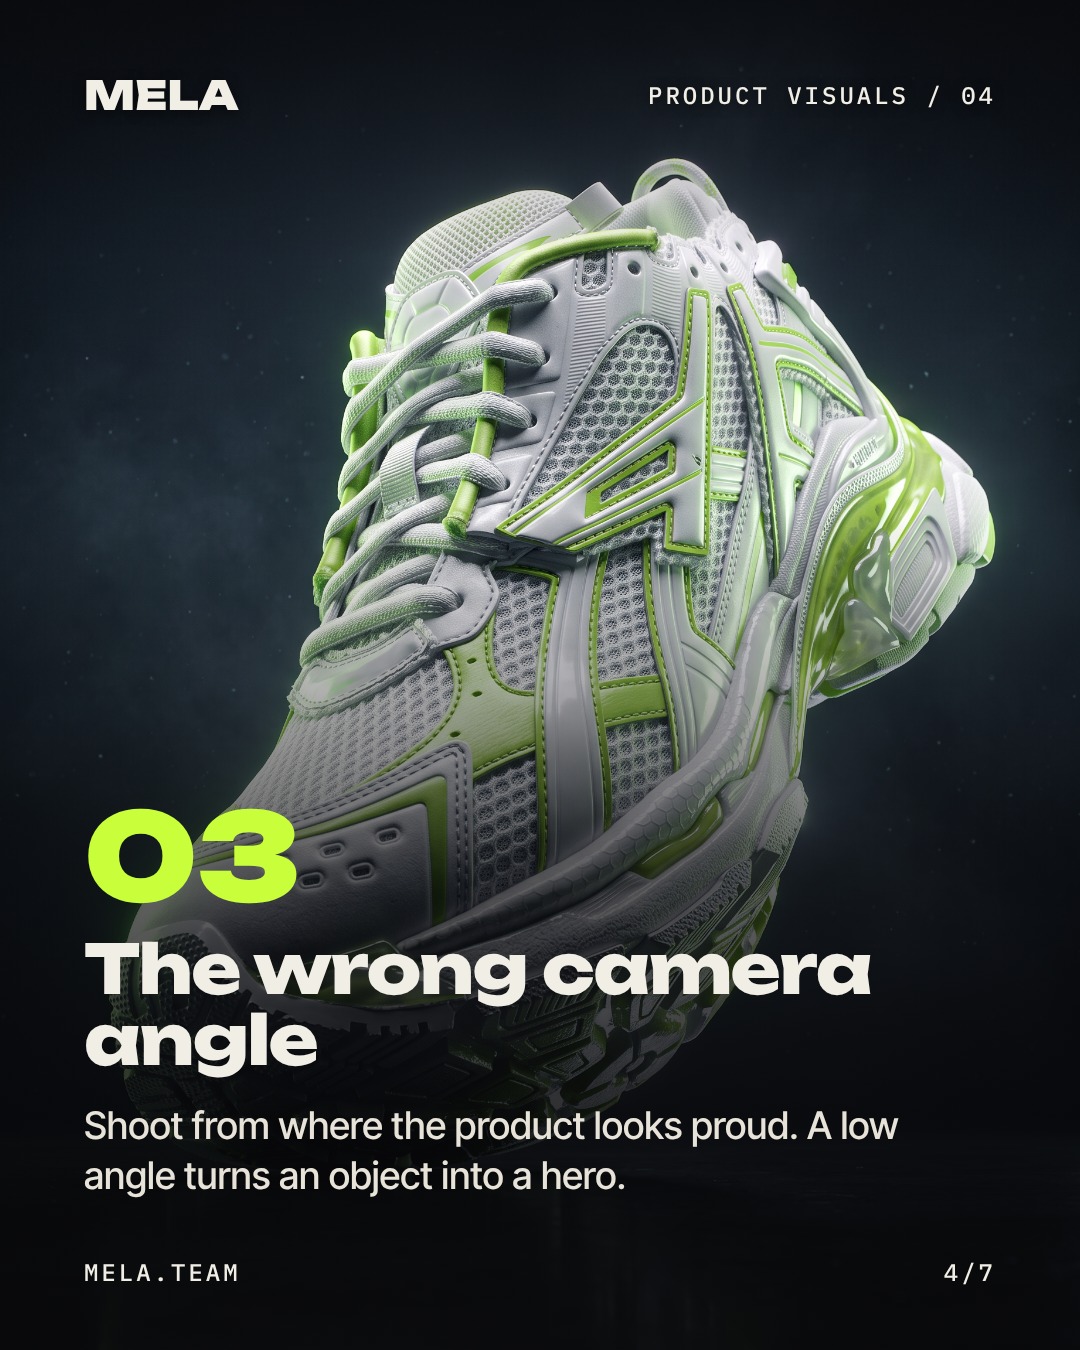 MELA
PRODUCT VISUALS / 04
03
The wrong camera
angle
Shoot from where the product looks proud. A low
angle turns an object into a hero.
MELA.TEAM
4/7